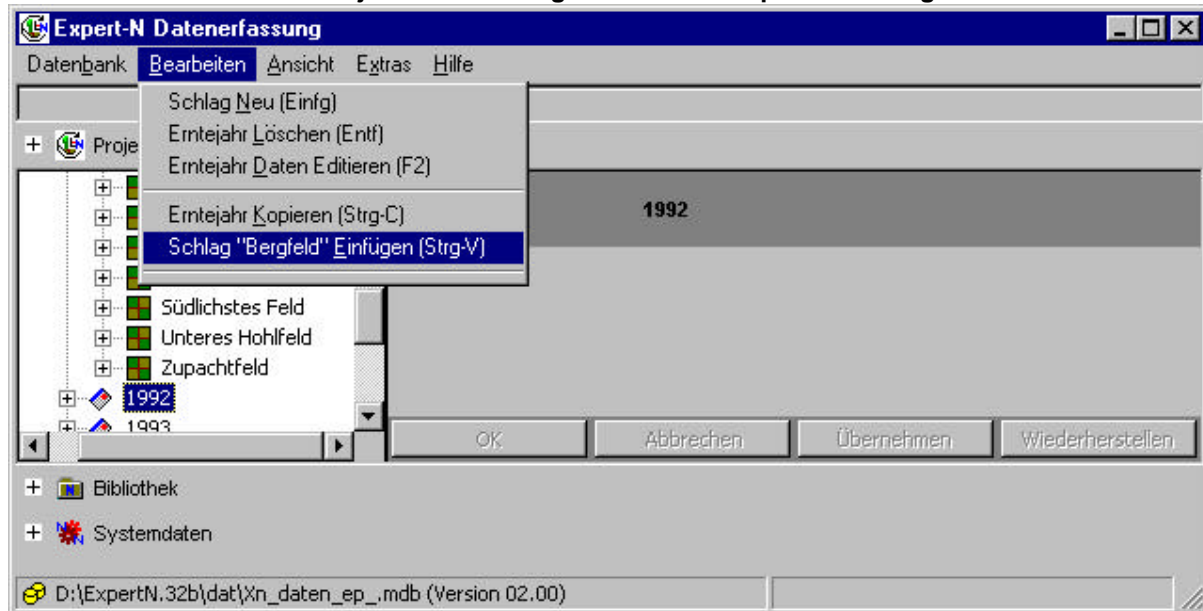 Expert-N Datenerfassung
Datenbank Bearbeiten Ansicht Extras Hilfe
Schlag Neu (Einfg)
Erntejahr Löschen (Entf)
Erntejahr Daten Editieren (F2)
Erntejahr Kopieren (Strg-C)
Schlag "Bergfeld" Einfügen (Strg-V)
Proje
1992
Südlichstes Feld
Unteres Hohlfeld
Zupachtfeld
1992
1993
OK Abbrechen Übernehmen Wiederherstellen
Bibliothek
Systemdaten
D:\ExpertN.32b\dat\Xn_daten_ep_.mdb (Version 02.00)